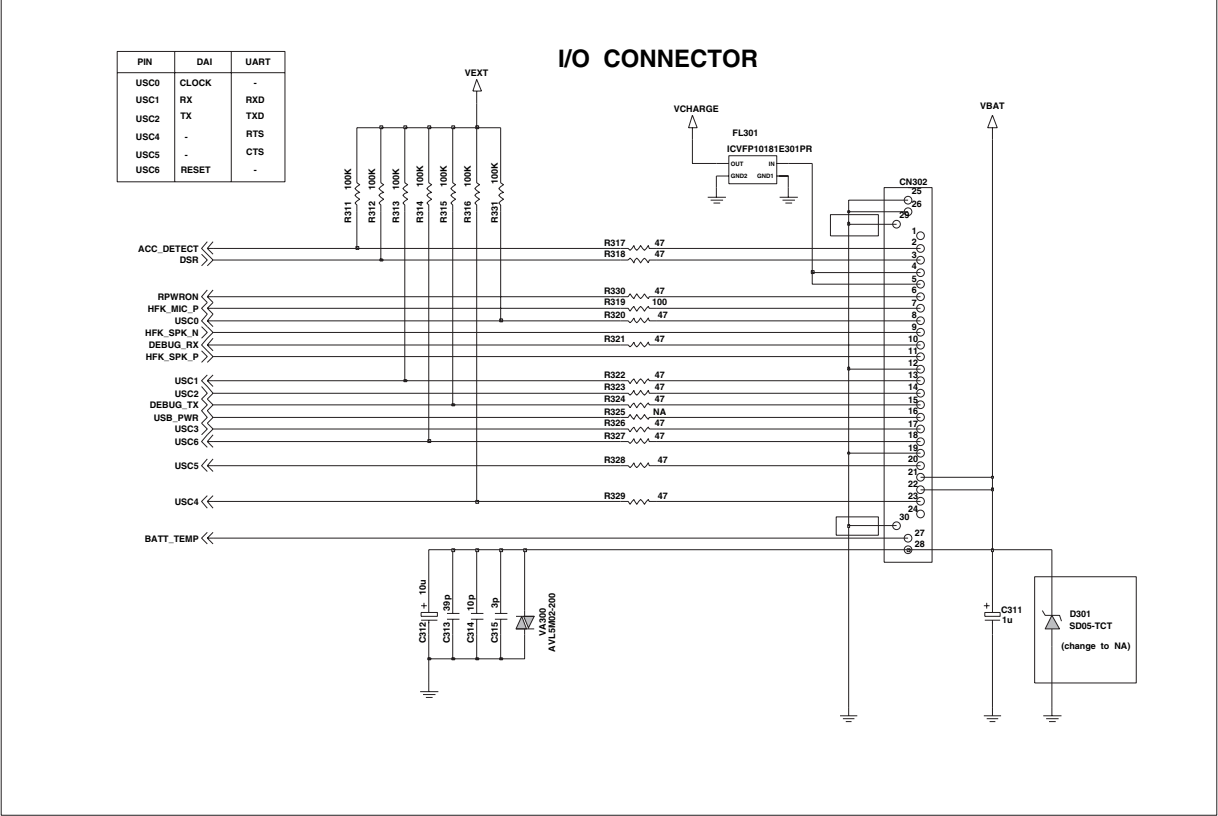 I/O CONNECTOR
PIN DAI UART
USC0 CLOCK -
USC1 RX RXD
USC2 TX TXD
USC4 - RTS
USC5 - CTS
USC6 RESET -
VEXT
VCHARGE
VBAT
FL301
ICVFP10181E301PR
OUT IN
GND2 GND1
CN302
R311 100K
R312 100K
R313 100K
R314 100K
R315 100K
R316 100K
R331 100K
25
26
29
1
ACC_DETECT R317 47 2
DSR R318 47 3
4
5
RPWRON R330 47 6
HFK_MIC_P R319 100 7
USC0 R320 47 8
HFK_SPK_N 9
DEBUG_RX R321 47 10
HFK_SPK_P 11
12
USC1 R322 47 13
USC2 R323 47 14
DEBUG_TX R324 47 15
USB_PWR R325 NA 16
USC3 R326 47 17
USC6 R327 47 18
19
USC5 R328 47 20
21
22
USC4 R329 47 23
24
30
BATT_TEMP 27
28
C312 + 10u
C313 39p
C314 10p
C315 3p
VA300
AVL5M02-200
+ C311
1u
D301
SD05-TCT
(change to NA)